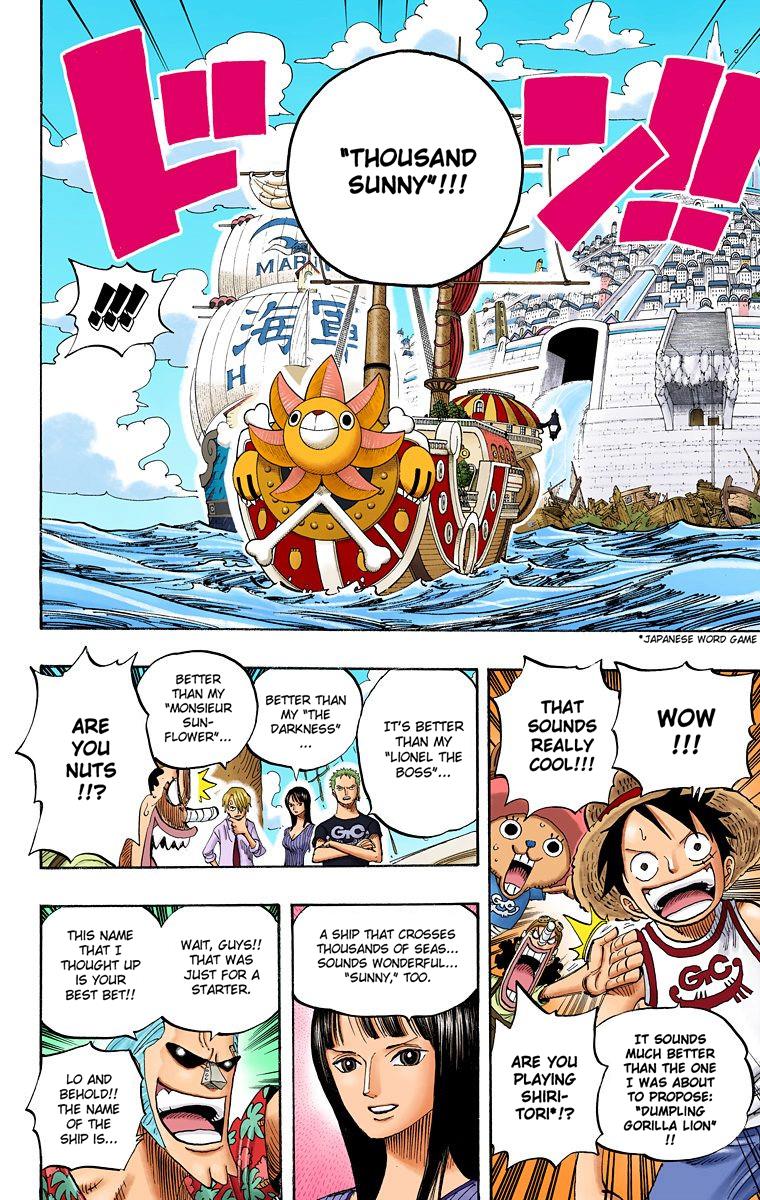 ドン!!
"THOUSAND
SUNNY"!!!
!!!!
MARIN
海軍
H
*JAPANESE WORD GAME
WOW
!!!
THAT
SOUNDS
REALLY
COOL!!!
IT SOUNDS
MUCH BETTER
THAN THE ONE
I WAS ABOUT
TO PROPOSE:
"DUMPLING
GORILLA LION"
!!
ARE YOU
PLAYING
SHIRI-
TORI*!?
IT'S BETTER
THAN MY
"LIONEL THE
BOSS"...
BETTER THAN
MY "THE
DARKNESS"
...
BETTER
THAN MY
"MONSIEUR
SUN-
FLOWER"...
ARE
YOU
NUTS
!!?
A SHIP THAT CROSSES
THOUSANDS OF SEAS...
SOUNDS WONDERFUL...
"SUNNY," TOO.
WAIT, GUYS!!
THAT WAS
JUST FOR A
STARTER.
THIS NAME
THAT I
THOUGHT UP
IS YOUR
BEST BET!!
LO AND
BEHOLD!!
THE NAME
OF THE
SHIP IS...